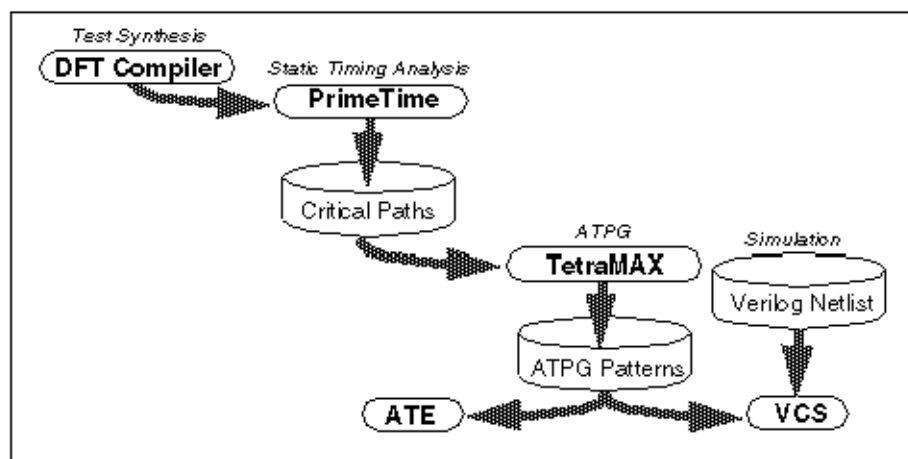 Test Synthesis
DFT Compiler
Static Timing Analysis
PrimeTime
Critical Paths
ATPG
TetraMAX
Simulation
Verilog Netlist
ATPG Patterns
ATE
VCS